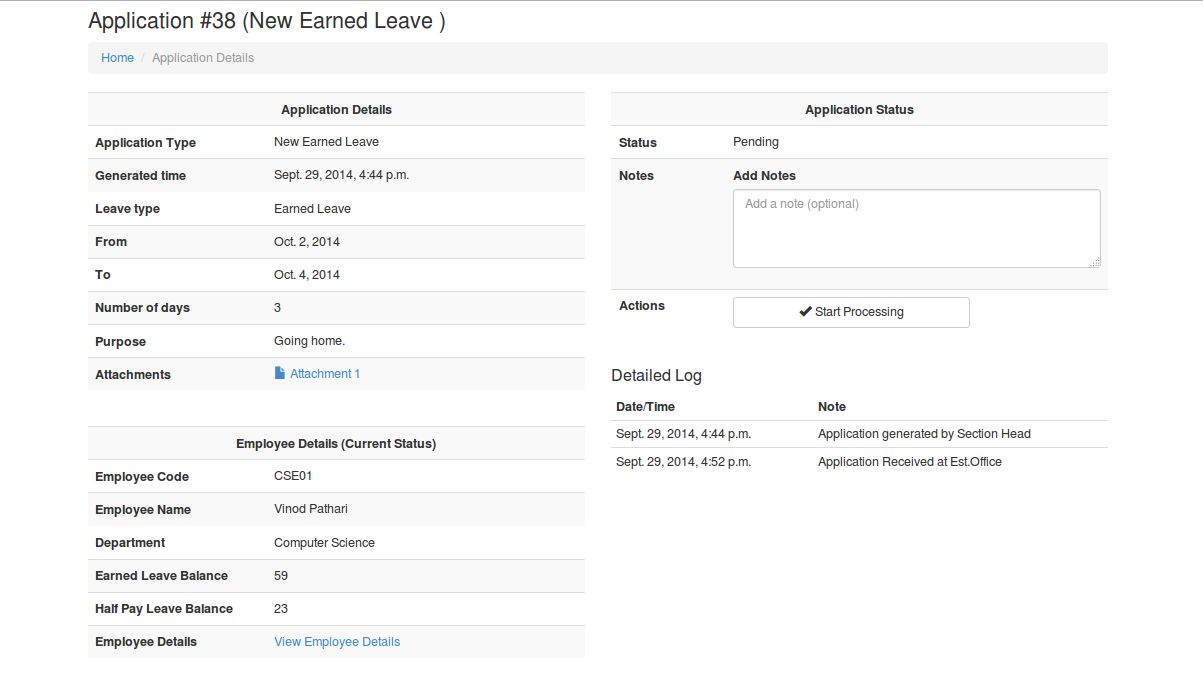 Application #38 (New Earned Leave )
Home / Application Details
Application Details
Application Type New Earned Leave
Generated time Sept. 29, 2014, 4:44 p.m.
Leave type Earned Leave
From Oct. 2, 2014
To Oct. 4, 2014
Number of days 3
Purpose Going home.
Attachments Attachment 1
Employee Details (Current Status)
Employee Code CSE01
Employee Name Vinod Pathari
Department Computer Science
Earned Leave Balance 59
Half Pay Leave Balance 23
Employee Details View Employee Details
Application Status
Status Pending
Notes Add Notes
Add a note (optional)
Actions Start Processing
Detailed Log
Date/Time Note
Sept. 29, 2014, 4:44 p.m. Application generated by Section Head
Sept. 29, 2014, 4:52 p.m. Application Received at Est.Office